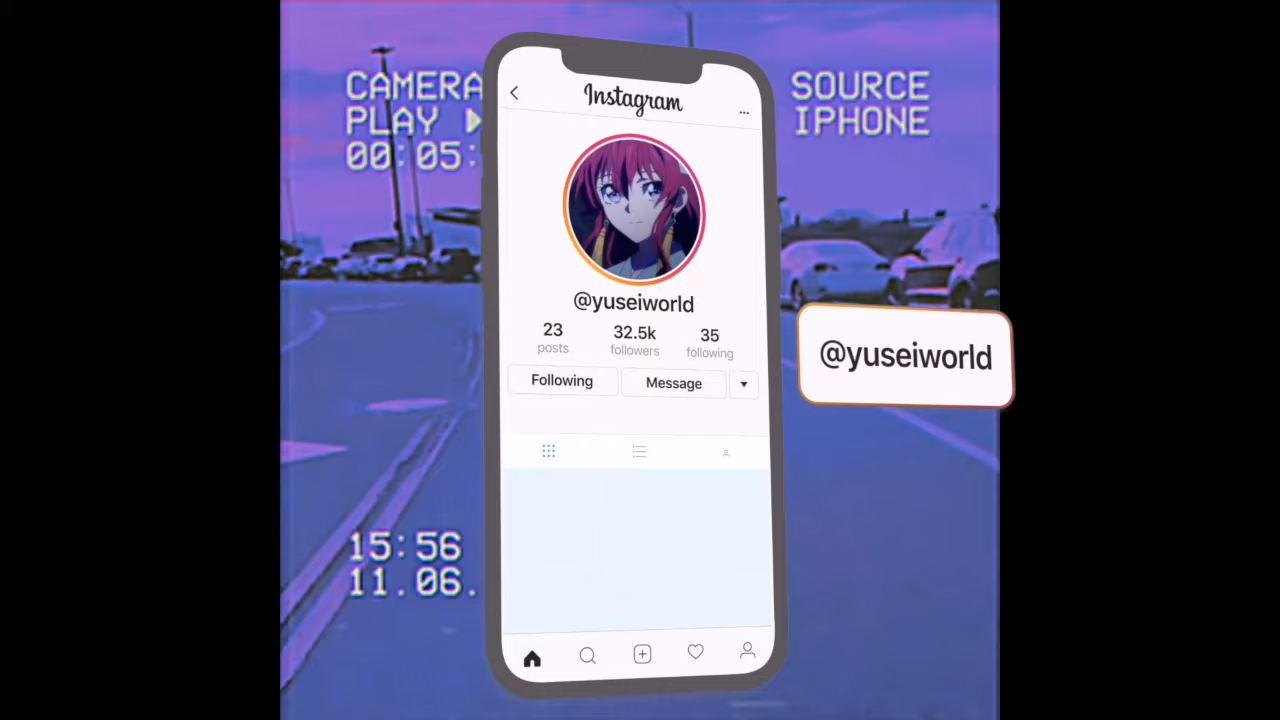 CAMERA
PLAY
00:05:
SOURCE
IPHONE
Instagram
@yuseiworld
23 32.5k 35
posts followers following
Following Message
@yuseiworld
15:56
11.06.